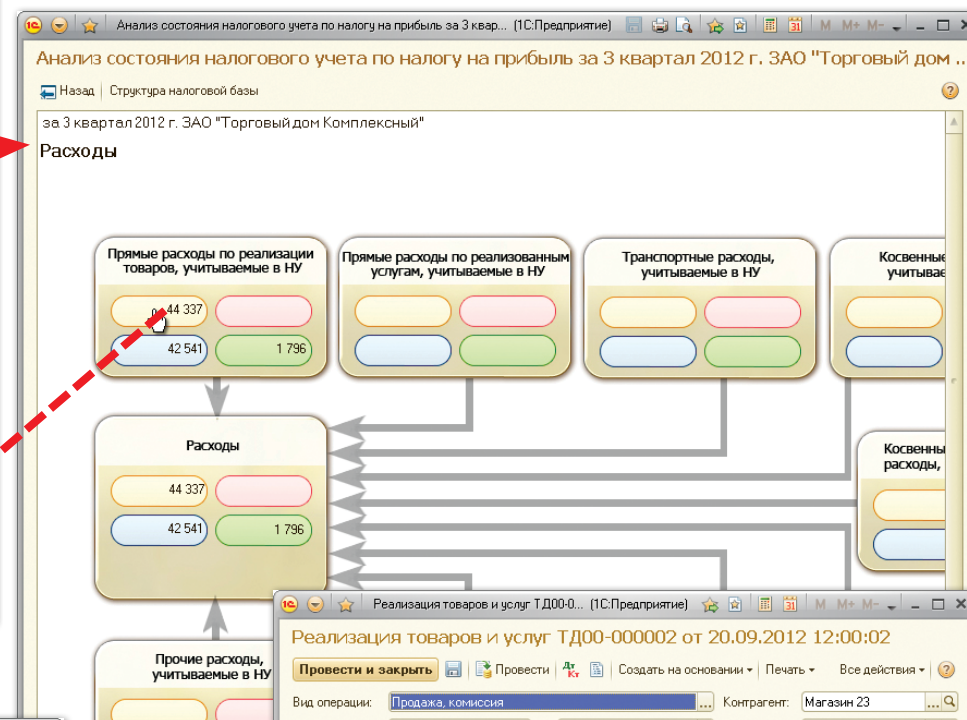 Анализ состояния налогового учета по налогу на прибыль за 3 квар... (1С:Предприятие) M M+ M-
Анализ состояния налогового учета по налогу на прибыль за 3 квартал 2012 г. ЗАО "Торговый дом ..
Назад Структура налоговой базы
за 3 квартал 2012 г. ЗАО "Торговый дом Комплексный"
Расходы
Прямые расходы по реализации
товаров, учитываемые в НУ
44 337
42 541 1 796
Прямые расходы по реализованным
услугам, учитываемые в НУ
Транспортные расходы,
учитываемые в НУ
Косвенные
учитывае
Расходы
44 337
42 541 1 796
Косвенны
расходы,
Прочие расходы,
учитываемые в НУ
Реализация товаров и услуг ТД00-0... (1С:Предприятие) M M+ M-
Реализация товаров и услуг ТД00-000002 от 20.09.2012 12:00:02
Провести и закрыть Провести Дт Кт Создать на основании Печать Все действия
Вид операции: Продажа, комиссия ... Контрагент: Магазин 23 ...